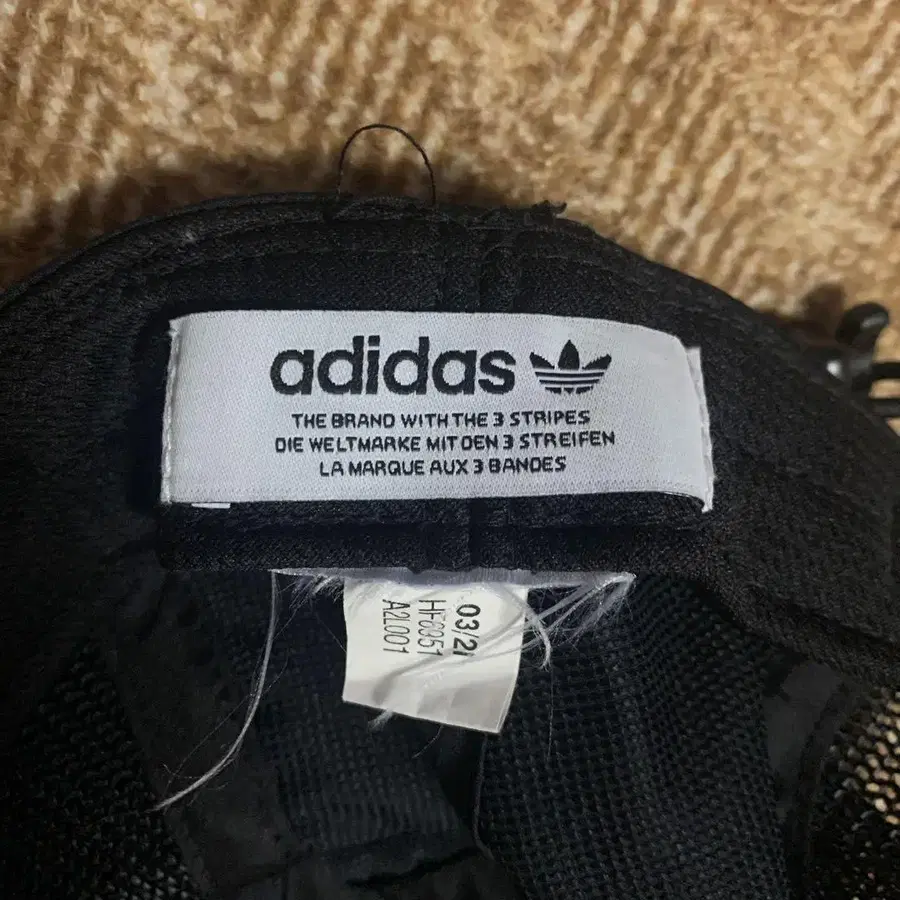 adidas
THE BRAND WITH THE 3 STRIPES
DIE WELTMARKE MIT DEN 3 STREIFEN
LA MARQUE AUX 3 BANDES
03/21
A2L001